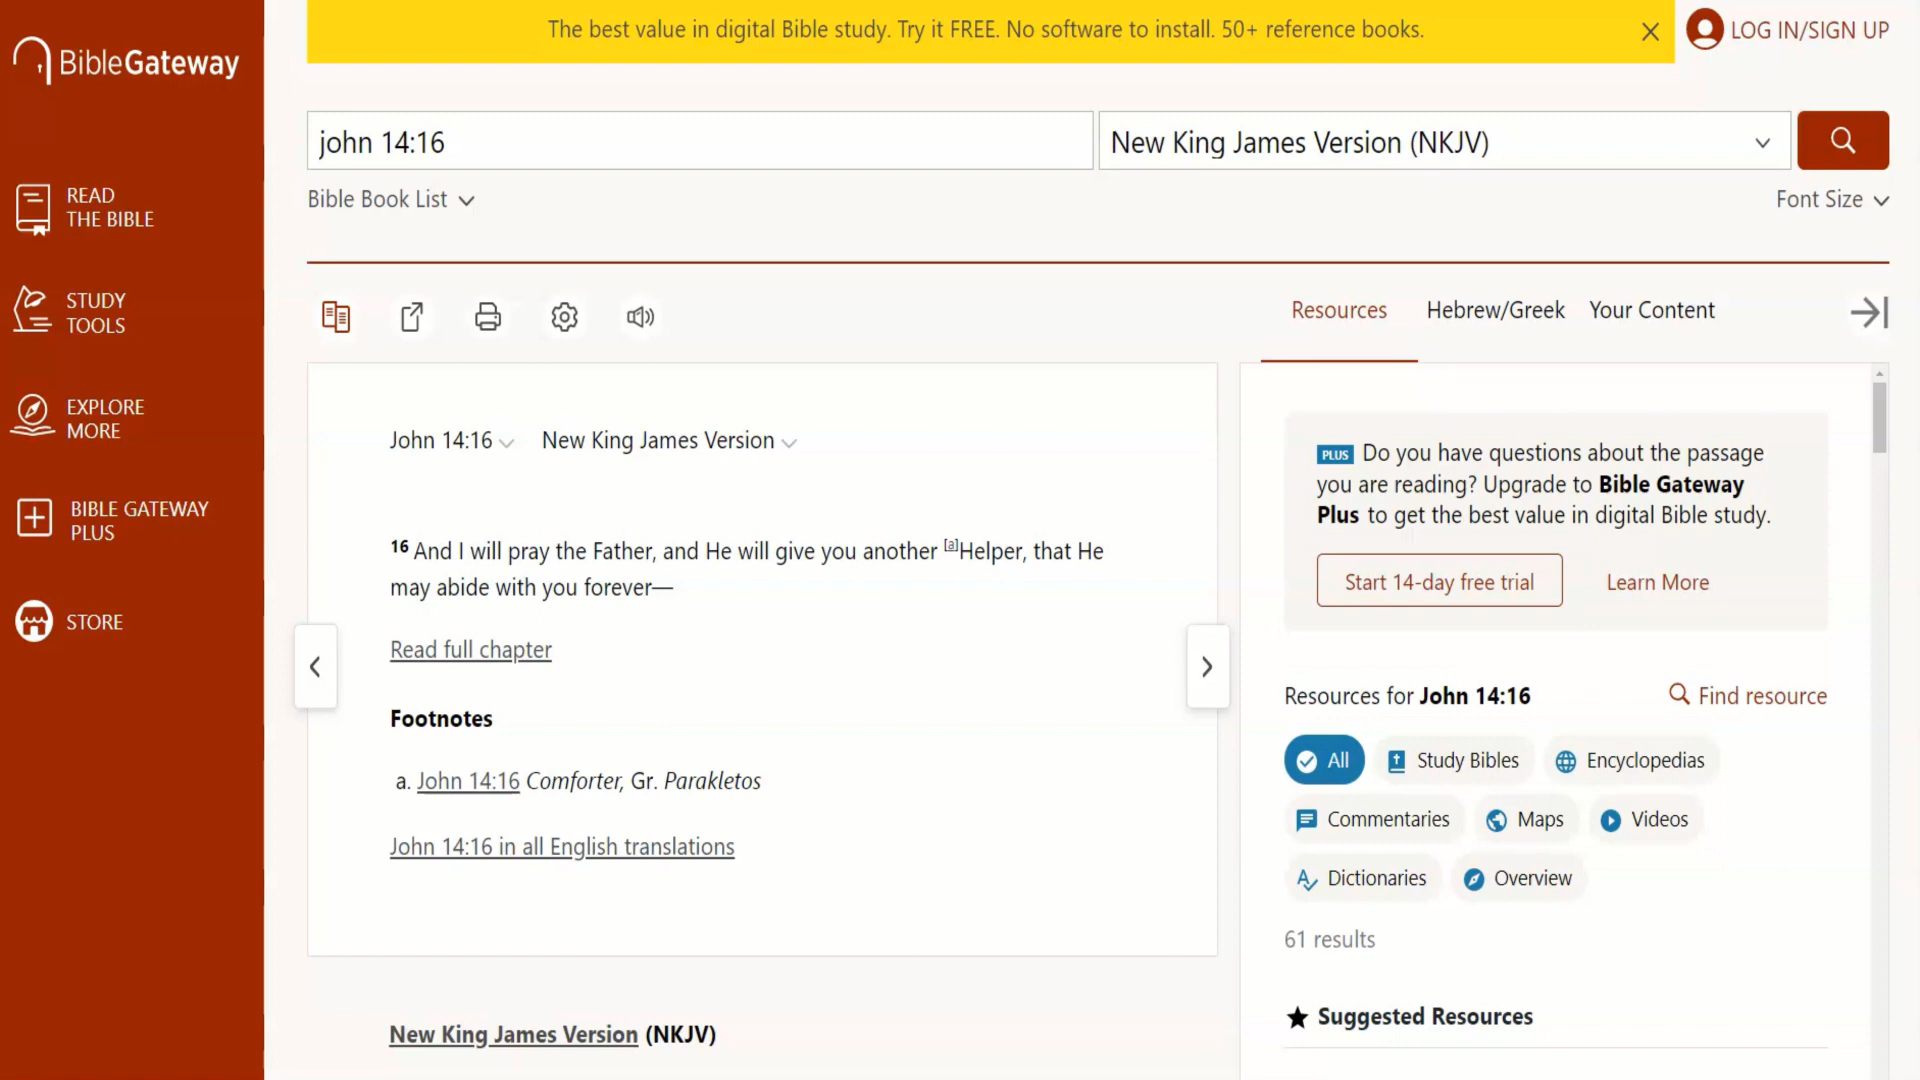 The best value in digital Bible study. Try it FREE. No software to install. 50+ reference books.
LOG IN/SIGN UP
BibleGateway
john 14:16
New King James Version (NKJV)
Bible Book List
Font Size
READ
THE BIBLE
STUDY
TOOLS
EXPLORE
MORE
BIBLE GATEWAY
PLUS
STORE
Resources
Hebrew/Greek
Your Content
John 14:16
New King James Version
16 And I will pray the Father, and He will give you another [a]Helper, that He
may abide with you forever—
Read full chapter
Footnotes
a. John 14:16 Comforter, Gr. Parakletos
John 14:16 in all English translations
New King James Version (NKJV)
PLUS Do you have questions about the passage
you are reading? Upgrade to Bible Gateway
Plus to get the best value in digital Bible study.
Start 14-day free trial
Learn More
Resources for John 14:16
Find resource
All
Study Bibles
Encyclopedias
Commentaries
Maps
Videos
Dictionaries
Overview
61 results
Suggested Resources